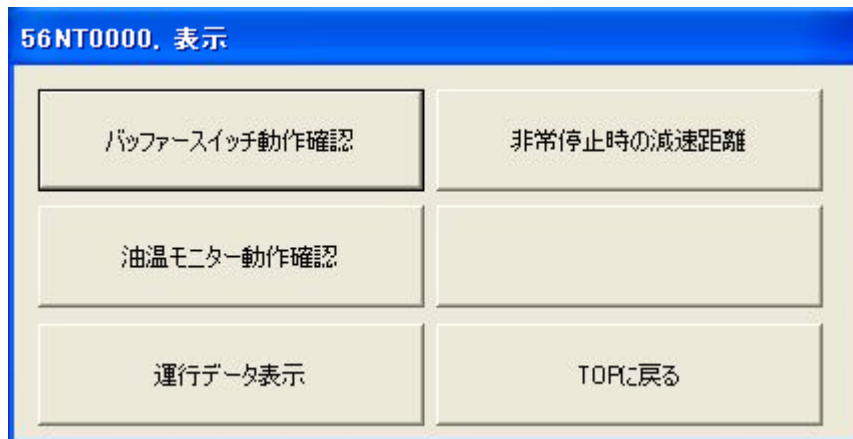 56NT0000. 表示
バッファースイッチ動作確認
非常停止時の減速距離
油温モニター動作確認
運行データ表示
TOPに戻る